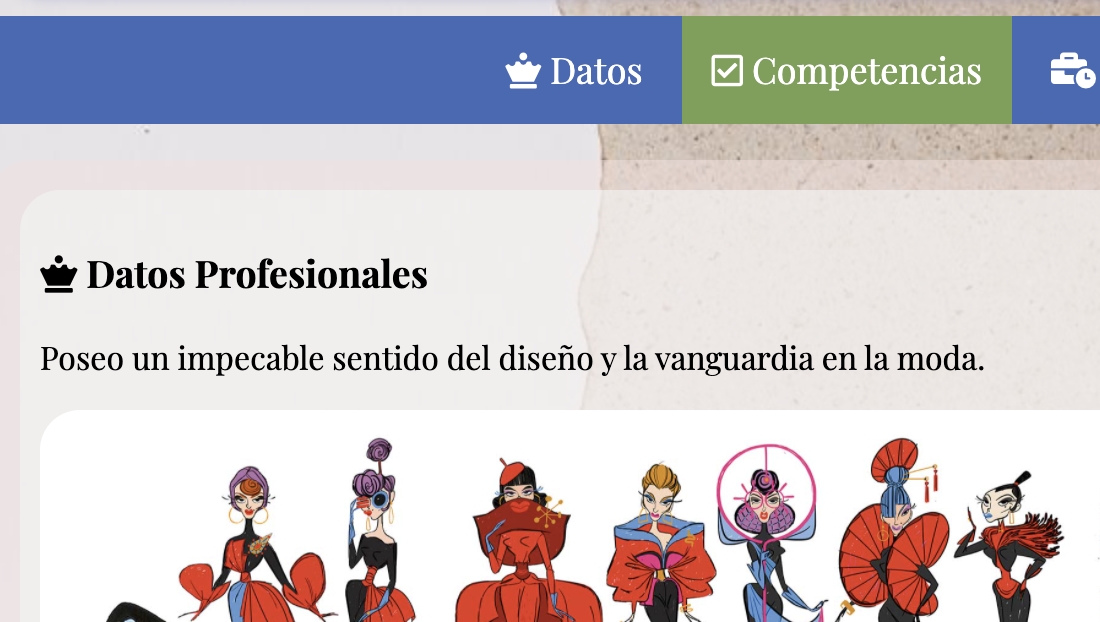 Datos Competencias
Datos Profesionales
Poseo un impecable sentido del diseño y la vanguardia en la moda.